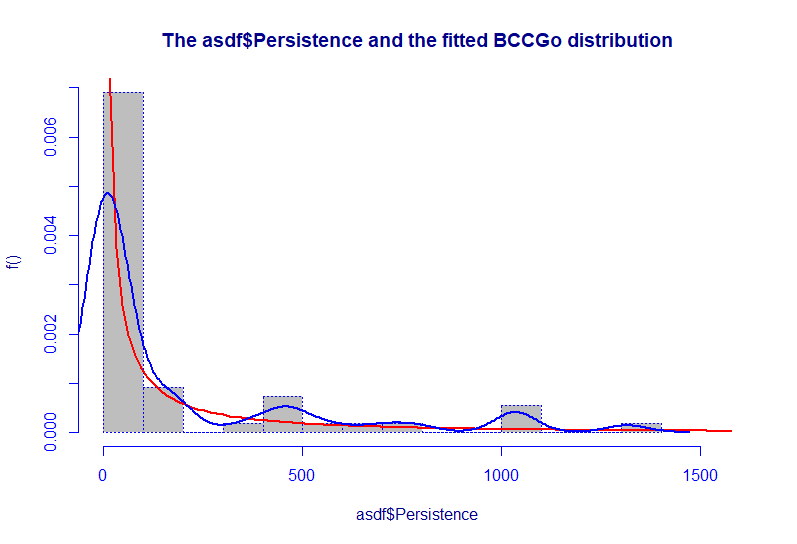 The asdf$Persistence and the fitted BCCGo distribution
f()
0.006
0.004
0.002
0.000
0
500
1000
1500
asdf$Persistence